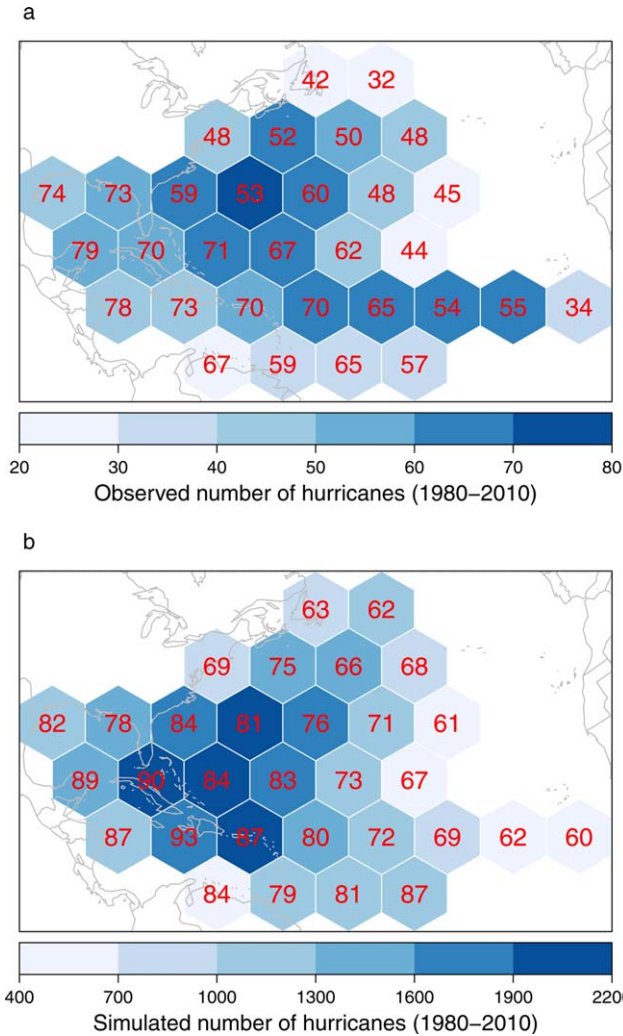 a
42 32
48 52 50 48
74 73 59 53 60 48 45
79 70 71 67 62 44
78 73 70 70 65 54 55 34
67 59 65 57
20 30 40 50 60 70 80
Observed number of hurricanes (1980−2010)
b
63 62
69 75 66 68
82 78 84 81 76 71 61
89 90 84 83 73 67
87 93 87 80 72 69 62 60
84 79 81 87
400 700 1000 1300 1600 1900 2200
Simulated number of hurricanes (1980−2010)